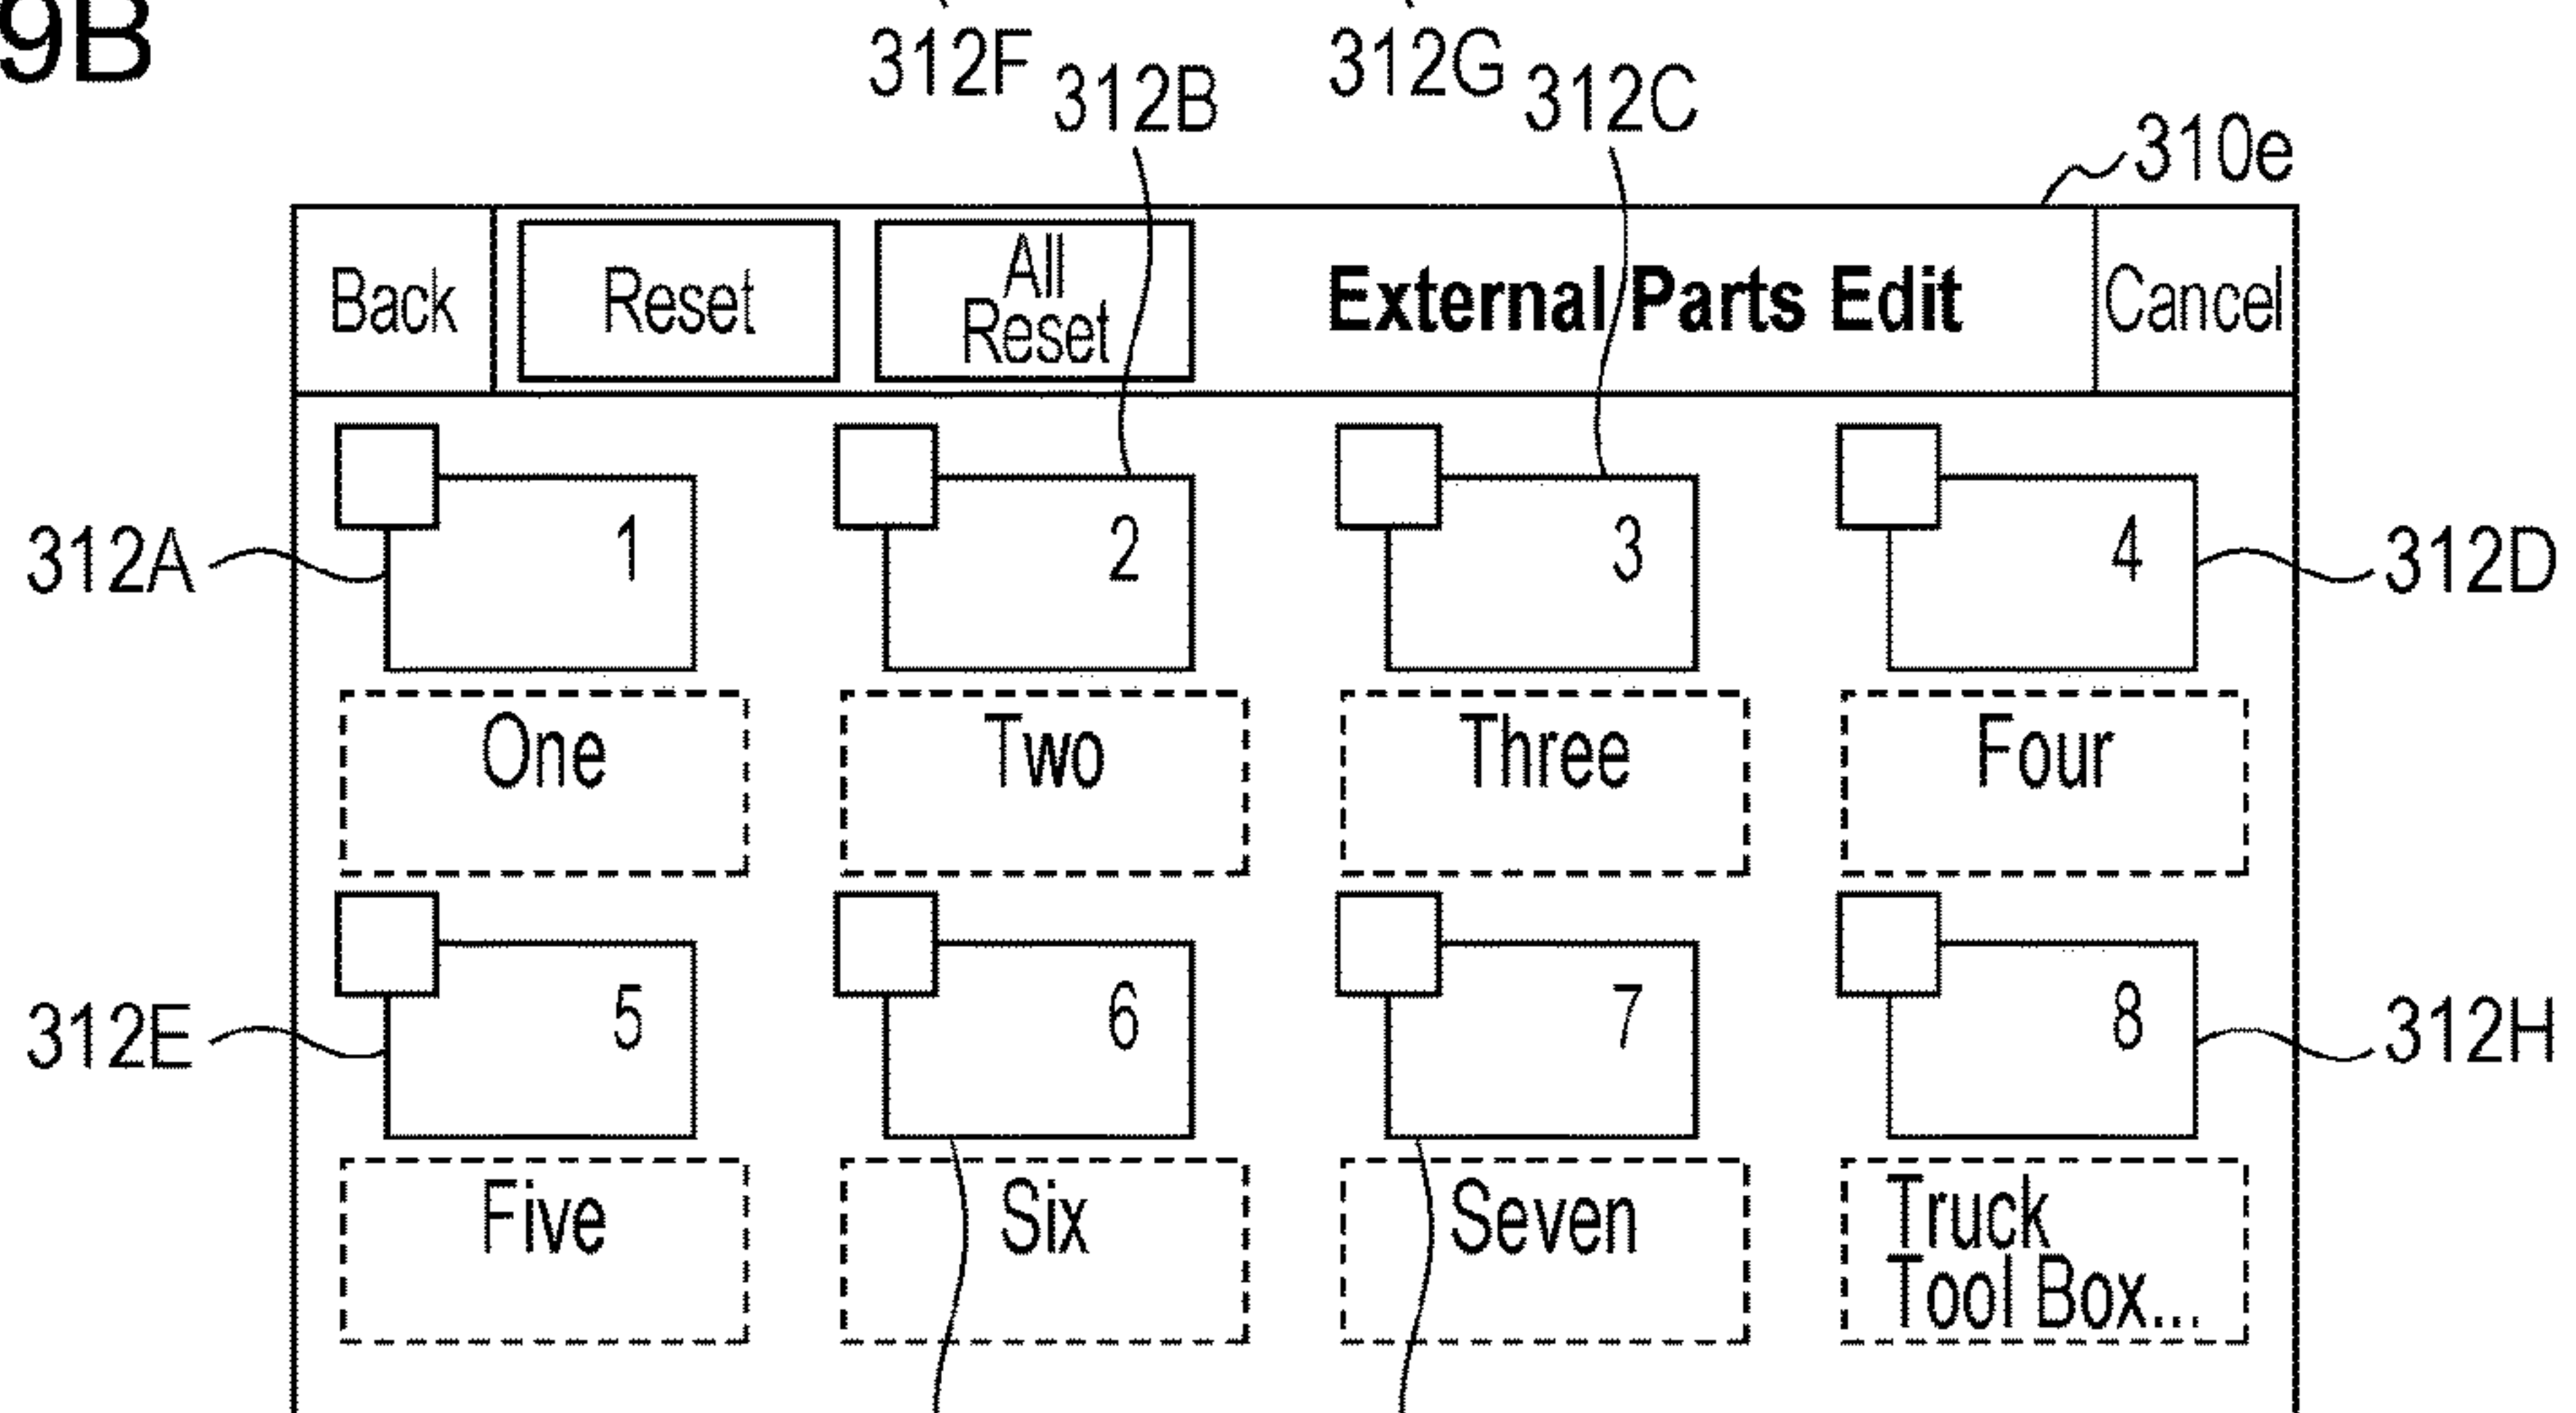 9B
312F
312G
312B
312C
310e
Back
Reset
All
Reset
External Parts Edit
Cancel
312A
1
2
3
4
312D
One
Two
Three
Four
312E
5
6
7
8
312H
Five
Six
Seven
Truck
Tool Box...